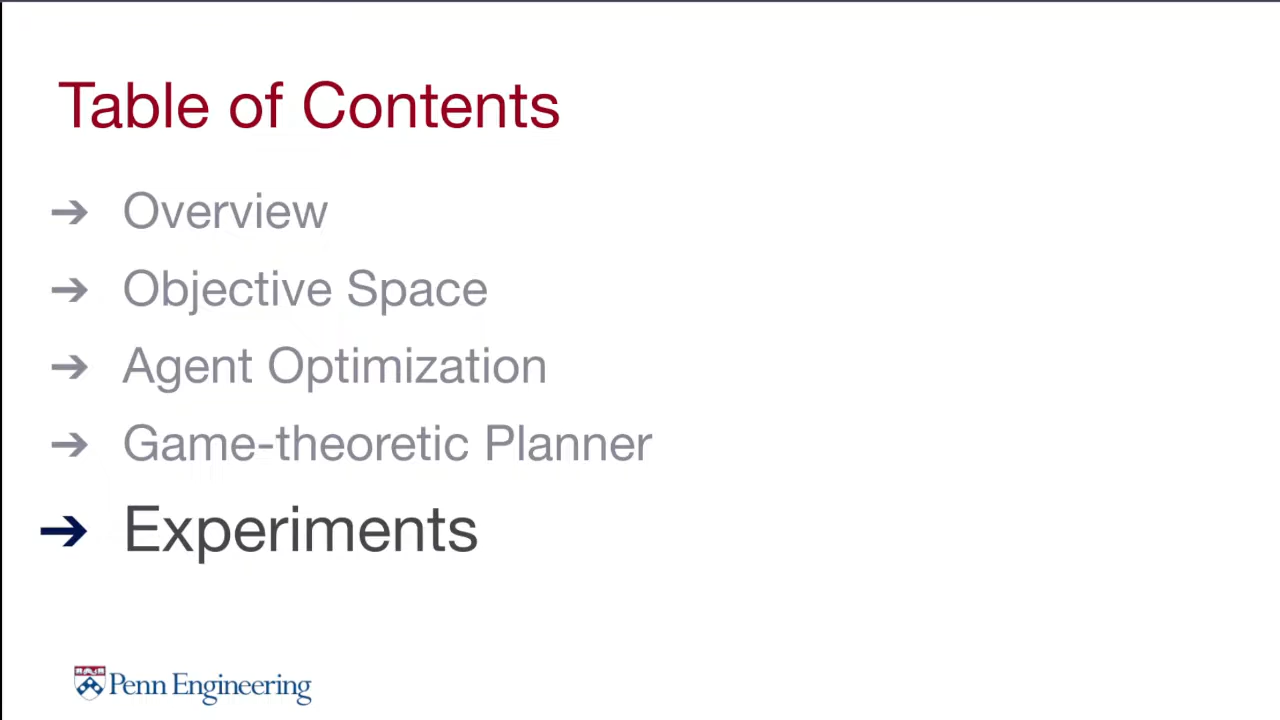 Table of Contents
➔ Overview
➔ Objective Space
➔ Agent Optimization
➔ Game-theoretic Planner
➔ Experiments
Penn Engineering